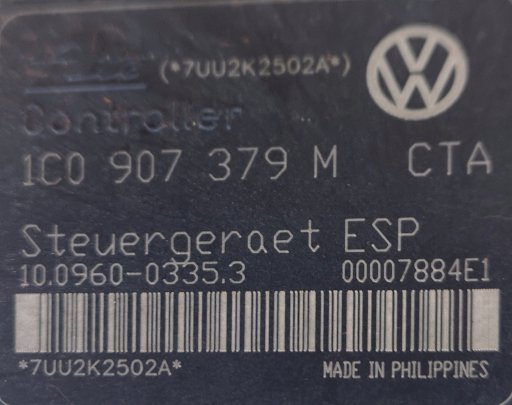 (*7UU2K2502A*)
Controller
1C0 907 379 M CTA
Steuergeraet ESP
10.0960-0335.3 00007884E1
*7UU2K2502A* MADE IN PHILIPPINES